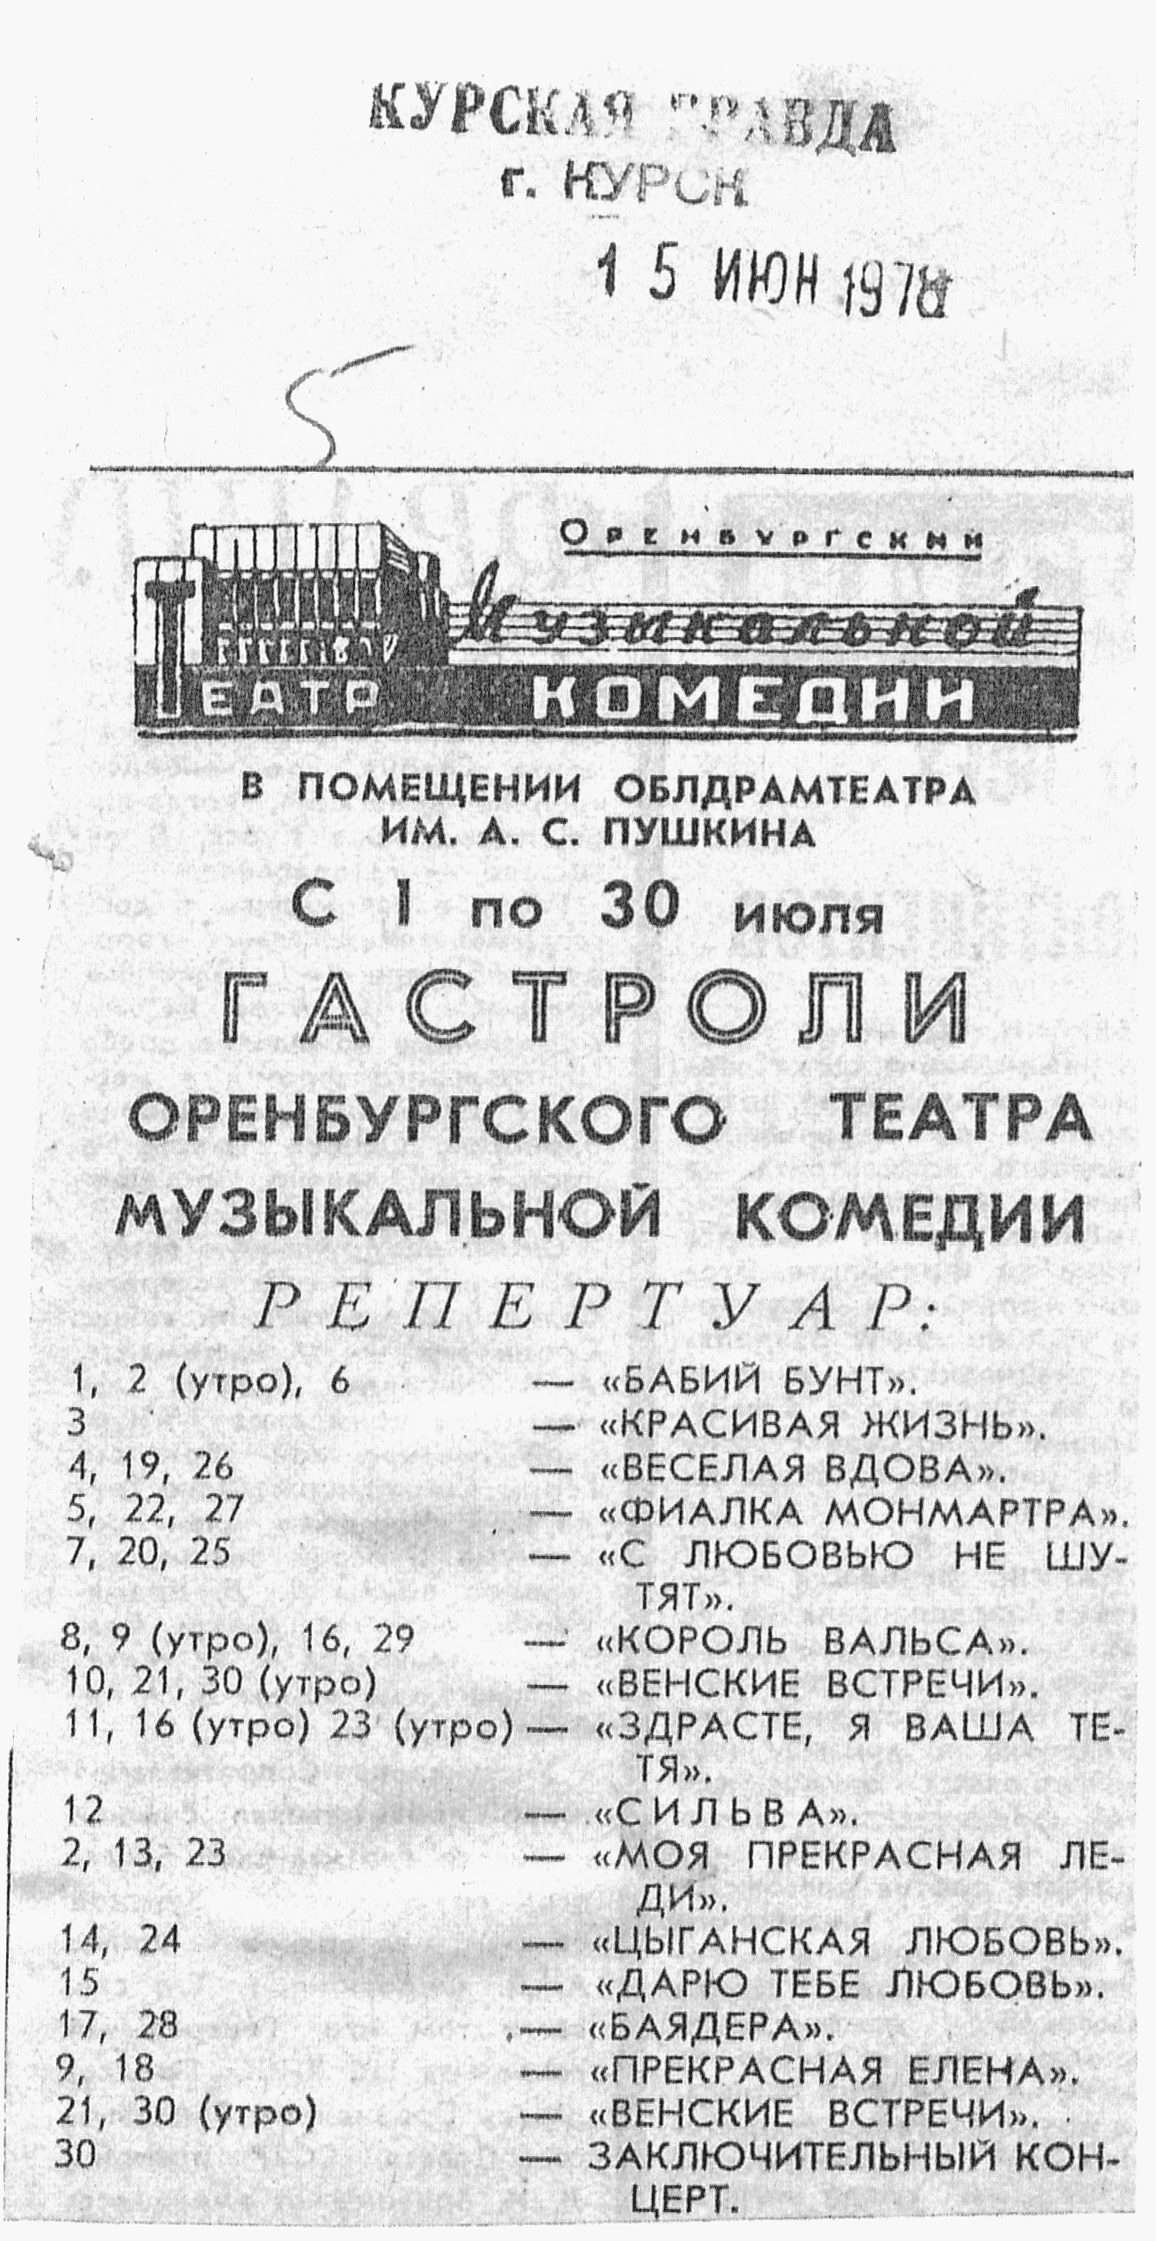 КУРСКАЯ ПРАВДА
г. КУРСК
15 ИЮН 1978
5
Оренбургский
Музыкальной
ТЕАТР КОМЕДИИ
В ПОМЕЩЕНИИ ОБЛДРАМТЕАТРА
ИМ. А. С. ПУШКИНА
С 1 по 30 июля
ГАСТРОЛИ
ОРЕНБУРГСКОГО ТЕАТРА
МУЗЫКАЛЬНОЙ КОМЕДИИ
РЕПЕРТУАР:
1, 2 (утро), 6 — «БАБИЙ БУНТ».
3 — «КРАСИВАЯ ЖИЗНЬ».
4, 19, 26 — «ВЕСЕЛАЯ ВДОВА».
5, 22, 27 — «ФИАЛКА МОНМАРТРА».
7, 20, 25 — «С ЛЮБОВЬЮ НЕ ШУ-
ТЯТ».
8, 9 (утро), 16, 29 — «КОРОЛЬ ВАЛЬСА».
10, 21, 30 (утро) — «ВЕНСКИЕ ВСТРЕЧИ».
11, 16 (утро) 23 (утро) — «ЗДРАСТЕ, Я ВАША ТЕ-
ТЯ».
12 — «СИЛЬВА».
2, 13, 23 — «МОЯ ПРЕКРАСНАЯ ЛЕ-
ДИ».
14, 24 — «ЦЫГАНСКАЯ ЛЮБОВЬ».
15 — «ДАРЮ ТЕБЕ ЛЮБОВЬ».
17, 28 — «БАЯДЕРА».
9, 18 — «ПРЕКРАСНАЯ ЕЛЕНА».
21, 30 (утро) — «ВЕНСКИЕ ВСТРЕЧИ».
30 — ЗАКЛЮЧИТЕЛЬНЫЙ КОН-
ЦЕРТ.